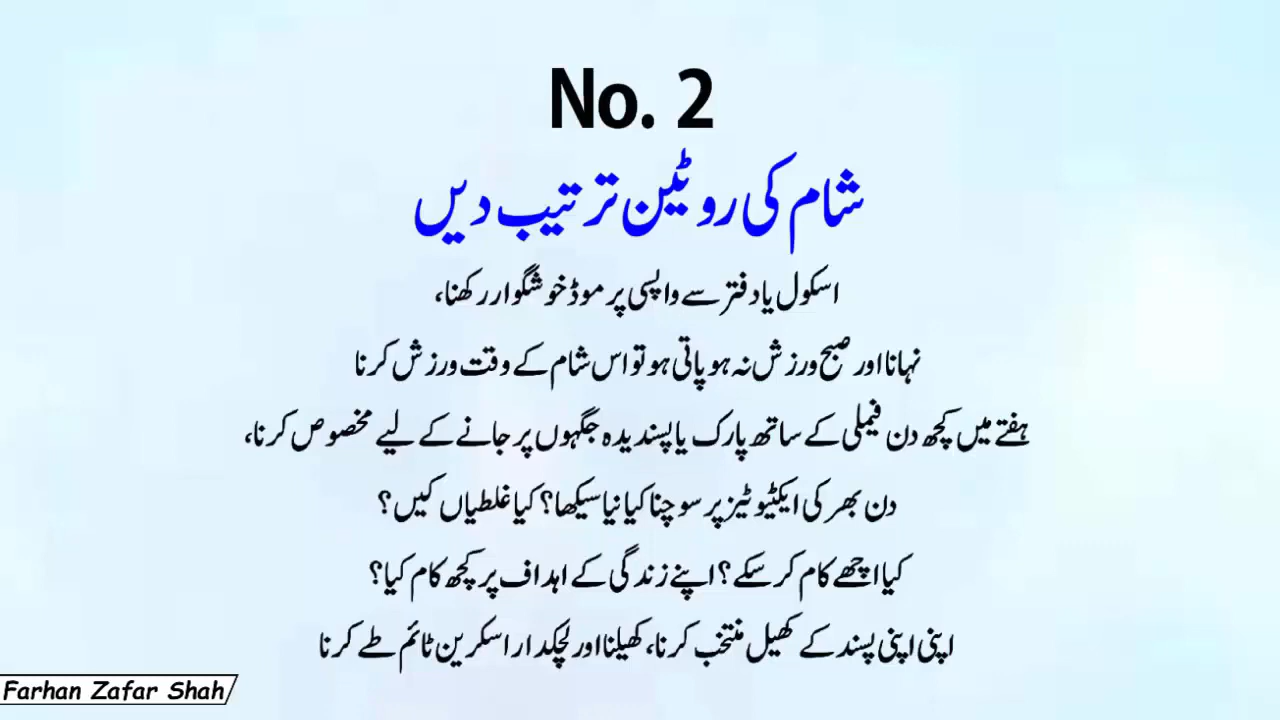 No. 2
شام کی روٹین ترتیب دیں
اسکول یا دفتر سے واپسی پر موڈ خوشگوار رکھنا،
نہانا اور صبح ورزش نہ ہو پاتی ہو تو اس شام کے وقت ورزش کرنا
ہفتے میں کچھ دن فیملی کے ساتھ پارک یا پسندیدہ جگہوں پر جانے کے لیے مخصوص کرنا،
دن بھر کی ایکٹیوٹیز پر سوچنا کیا نیا سیکھا؟ کیا غلطیاں کیں؟
کیا اچھے کام کر سکے؟ اپنے زندگی کے اہداف پر کچھ کام کیا؟
اپنی اپنی پسند کے کھیل منتخب کرنا، کھیلنا اور لچکدار اسکرین ٹائم طے کرنا
Farhan Zafar Shah